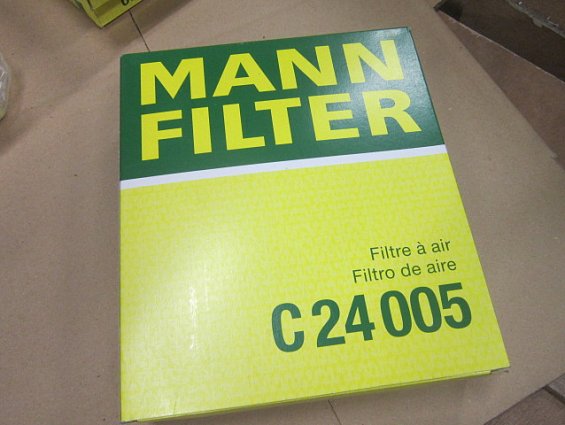 MANN
FILTER
Filtre à air
Filtro de aire
C 24 005